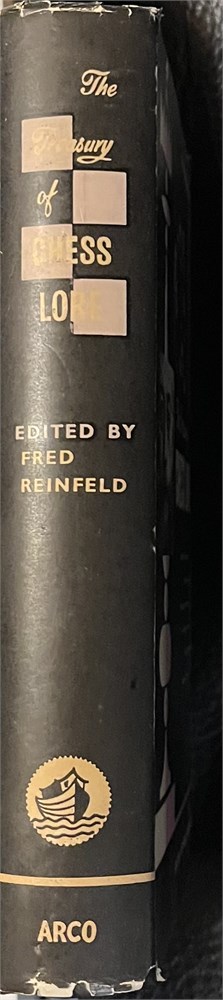 The
Treasury
of
CHESS
LORE
EDITED BY
FRED
REINFELD
ARCO